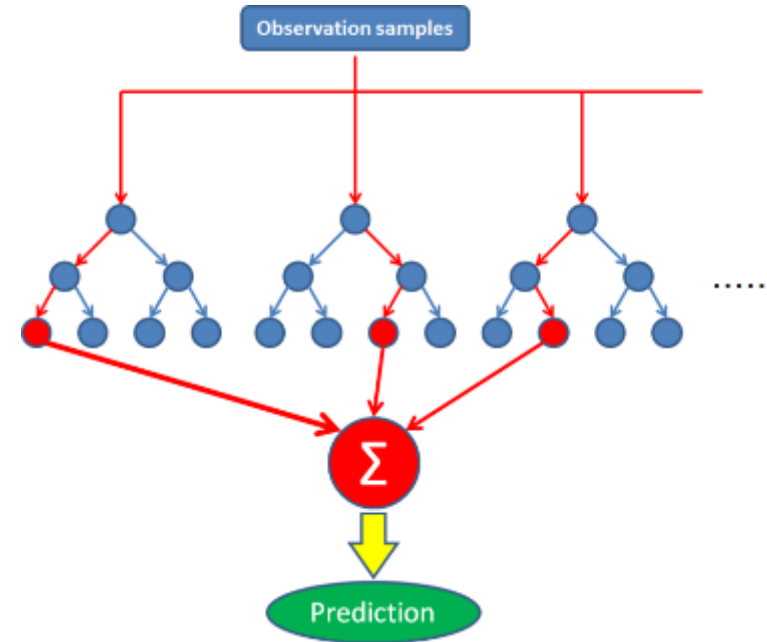 Observation samples
.....
Σ
Prediction